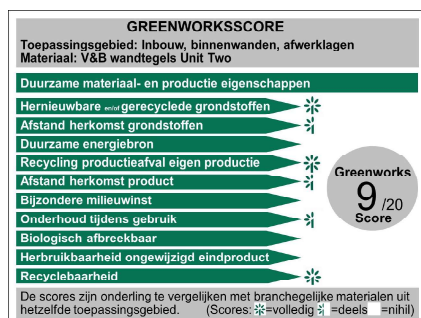 GREENWORKSSCORE
Toepassingsgebied: Inbouw, binnenwanden, afwerklagen
Materiaal: V&B wandtegels Unit Two
Duurzame materiaal- en productie eigenschappen
Hernieuwbare en/of gerecyclede grondstoffen
Afstand herkomst grondstoffen
Duurzame energiebron
Recycling productieafval eigen productie
Afstand herkomst product
Bijzondere milieuwinst
Onderhoud tijdens gebruik
Biologisch afbreekbaar
Herbruikbaarheid ongewijzigd eindproduct
Recyclebaarheid
Greenworks
9 /20
Score
De scores zijn onderling te vergelijken met branchegelijke materialen uit
hetzelfde toepassingsgebied. (Scores: =volledig =deels =nihil)